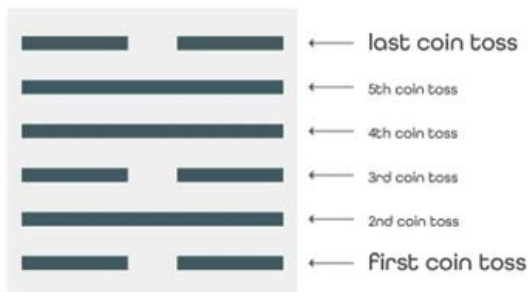 last coin toss
5th coin toss
4th coin toss
3rd coin toss
2nd coin toss
first coin toss